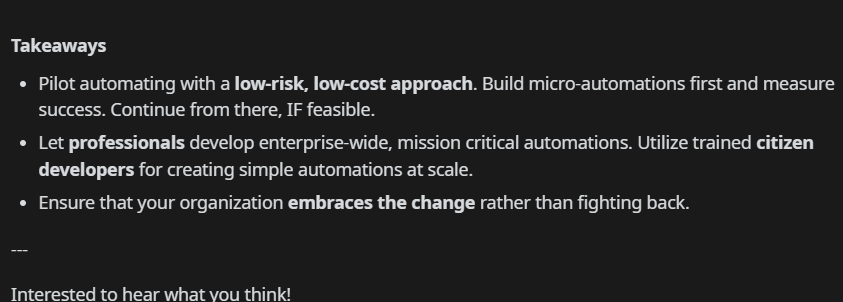 Takeaways
• Pilot automating with a low-risk, low-cost approach. Build micro-automations first and measure
success. Continue from there, IF feasible.
• Let professionals develop enterprise-wide, mission critical automations. Utilize trained citizen
developers for creating simple automations at scale.
• Ensure that your organization embraces the change rather than fighting back.
---
Interested to hear what you think!